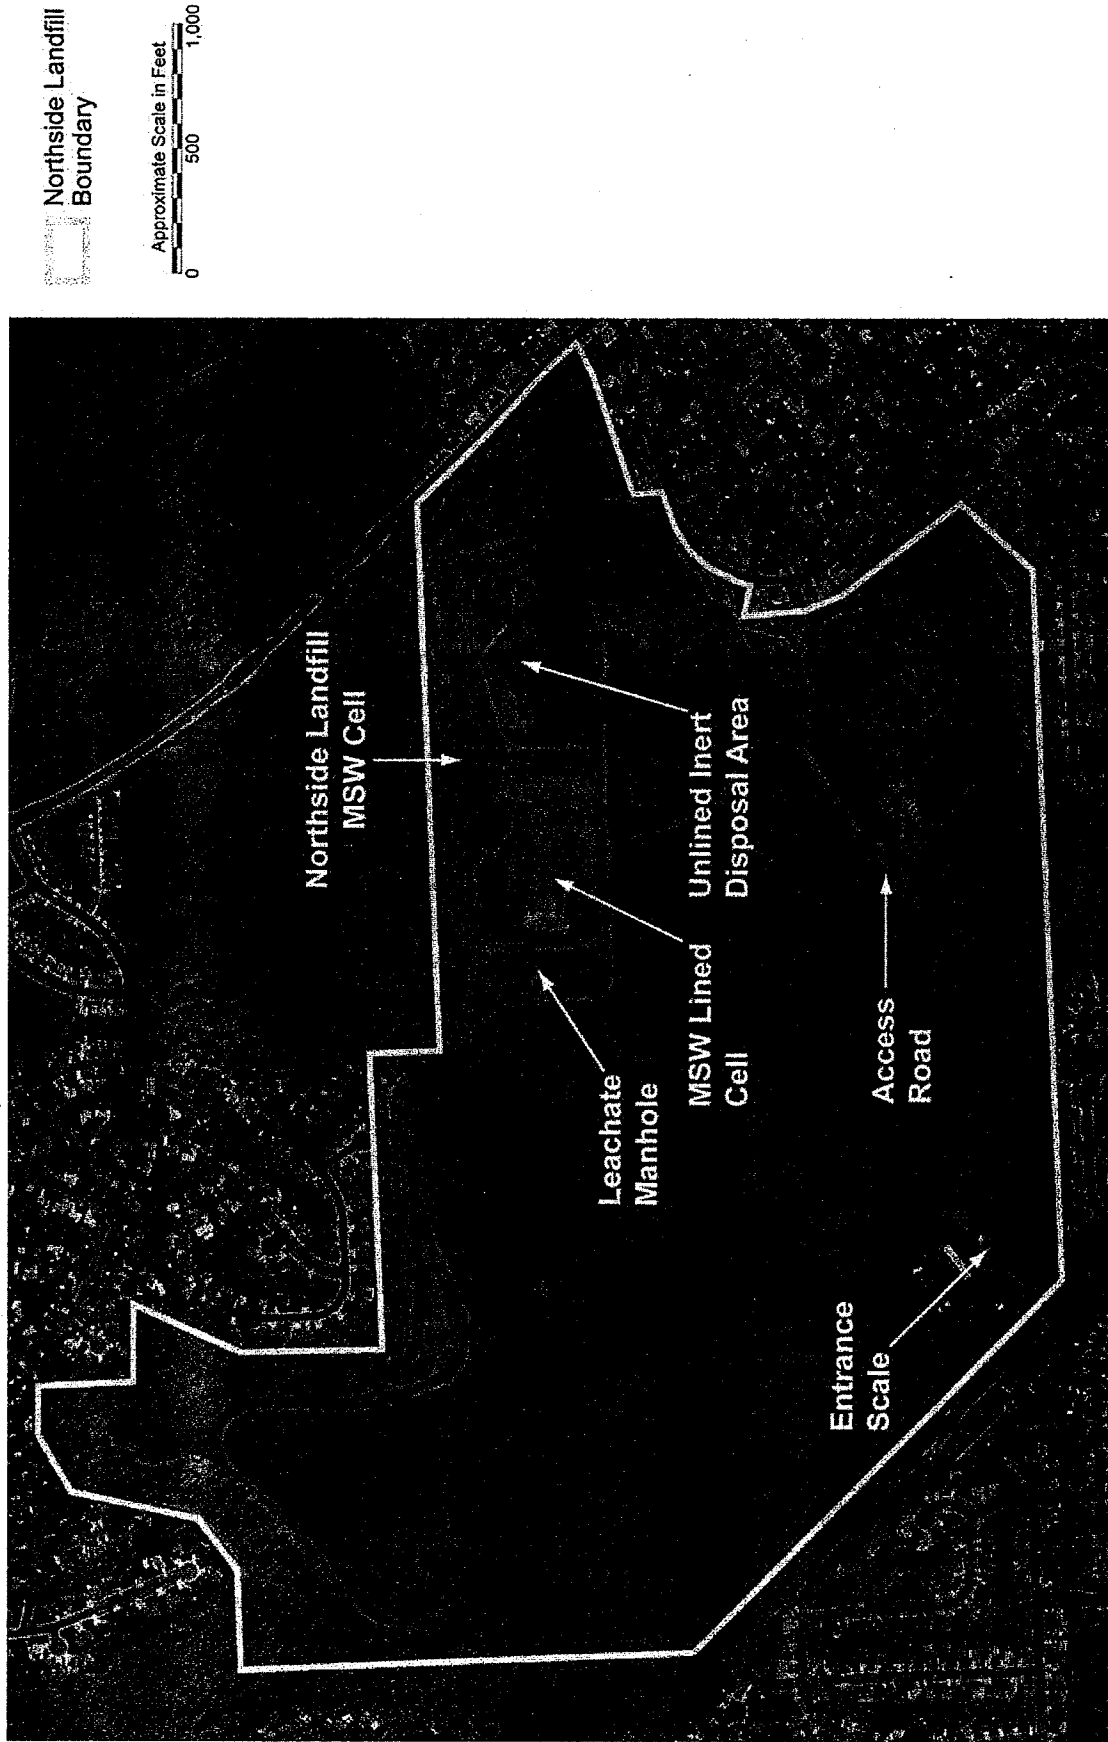 Northside Landfill
Boundary
Approximate Scale in Feet
0
500
1,000
Northside Landfill
MSW Cell
Leachate
Manhole
MSW Lined
Cell
Unlined Inert
Disposal Area
Access
Road
Entrance
Scale